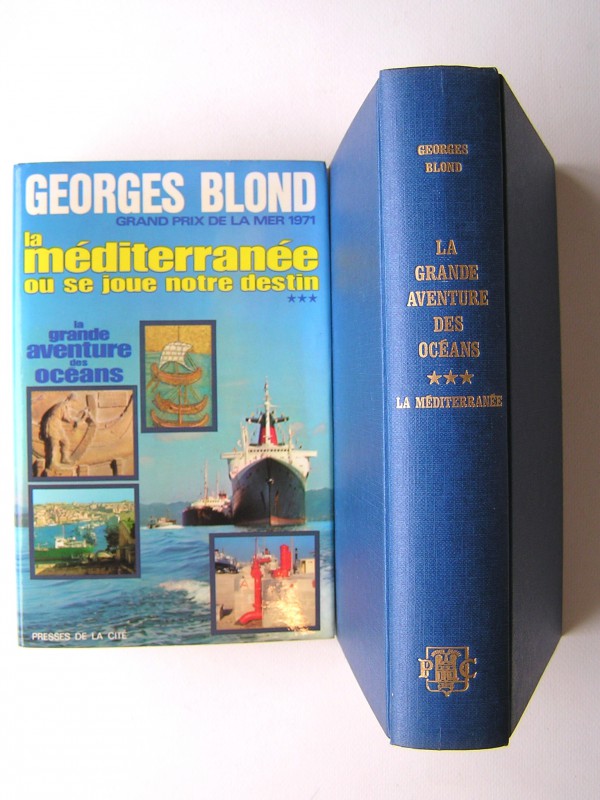 GEORGES BLOND
GRAND PRIX DE LA MER 1971
la
méditerranée
ou se joue notre destin
***
la
grande
aventure
des
océans
PRESSES DE LA CITÉ
GEORGES
BLOND
LA
GRANDE
AVENTURE
DES
OCÉANS
★★★
LA MÉDITERRANÉE
P C